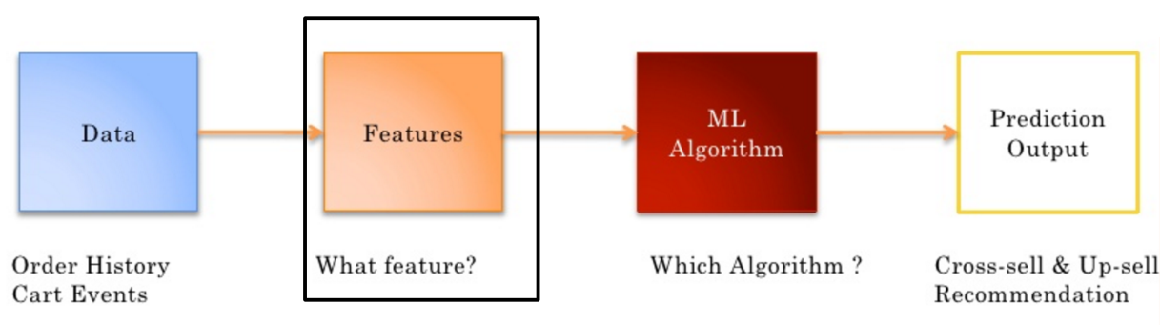 Data
Features
ML
Algorithm
Prediction
Output
Order History
Cart Events
What feature?
Which Algorithm ?
Cross-sell & Up-sell
Recommendation